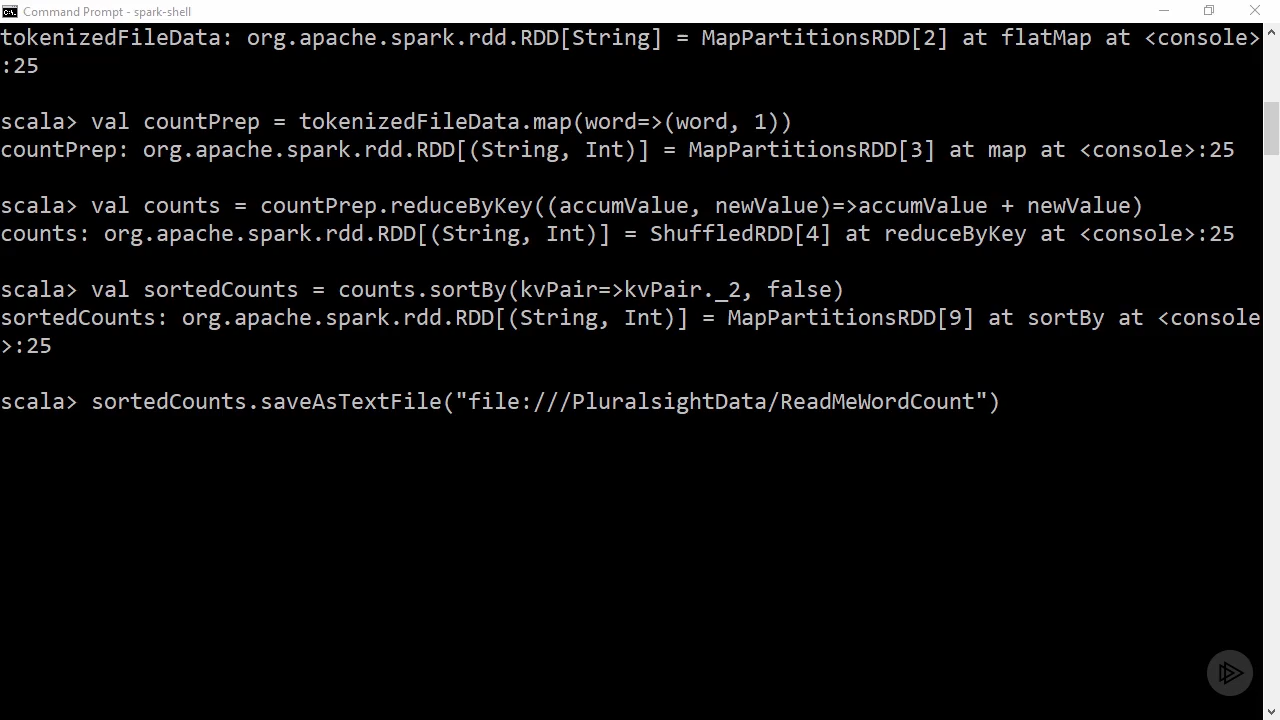 Command Prompt - spark-shell
tokenizedFileData: org.apache.spark.rdd.RDD[String] = MapPartitionsRDD[2] at flatMap at <console>
:25
scala> val countPrep = tokenizedFileData.map(word=>(word, 1))
countPrep: org.apache.spark.rdd.RDD[(String, Int)] = MapPartitionsRDD[3] at map at <console>:25
scala> val counts = countPrep.reduceByKey((accumValue, newValue)=>accumValue + newValue)
counts: org.apache.spark.rdd.RDD[(String, Int)] = ShuffledRDD[4] at reduceByKey at <console>:25
scala> val sortedCounts = counts.sortBy(kvPair=>kvPair._2, false)
sortedCounts: org.apache.spark.rdd.RDD[(String, Int)] = MapPartitionsRDD[9] at sortBy at <console
>:25
scala> sortedCounts.saveAsTextFile("file:///PluralsightData/ReadMeWordCount")